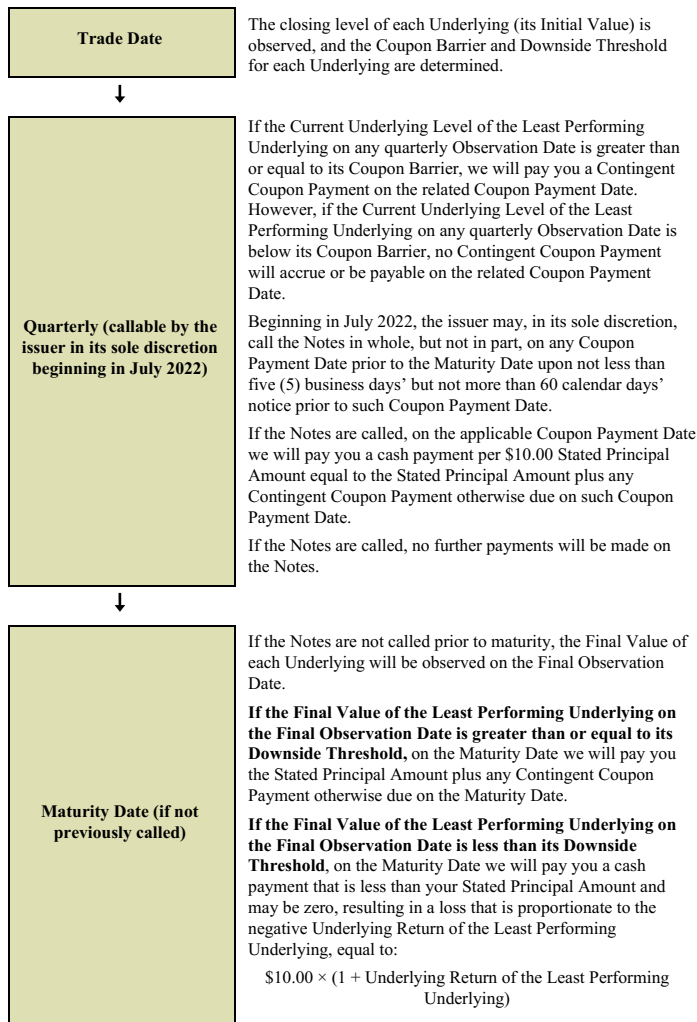 Trade Date
The closing level of each Underlying (its Initial Value) is
observed, and the Coupon Barrier and Downside Threshold
for each Underlying are determined.
Quarterly (callable by the
issuer in its sole discretion
beginning in July 2022)
If the Current Underlying Level of the Least Performing
Underlying on any quarterly Observation Date is greater than
or equal to its Coupon Barrier, we will pay you a Contingent
Coupon Payment on the related Coupon Payment Date.
However, if the Current Underlying Level of the Least
Performing Underlying on any quarterly Observation Date is
below its Coupon Barrier, no Contingent Coupon Payment
will accrue or be payable on the related Coupon Payment
Date.
Beginning in July 2022, the issuer may, in its sole discretion,
call the Notes in whole, but not in part, on any Coupon
Payment Date prior to the Maturity Date upon not less than
five (5) business days’ but not more than 60 calendar days’
notice prior to such Coupon Payment Date.
If the Notes are called, on the applicable Coupon Payment Date
we will pay you a cash payment per $10.00 Stated Principal
Amount equal to the Stated Principal Amount plus any
Contingent Coupon Payment otherwise due on such Coupon
Payment Date.
If the Notes are called, no further payments will be made on
the Notes.
Maturity Date (if not
previously called)
If the Notes are not called prior to maturity, the Final Value of
each Underlying will be observed on the Final Observation
Date.
If the Final Value of the Least Performing Underlying on
the Final Observation Date is greater than or equal to its
Downside Threshold, on the Maturity Date we will pay you
the Stated Principal Amount plus any Contingent Coupon
Payment otherwise due on the Maturity Date.
If the Final Value of the Least Performing Underlying on
the Final Observation Date is less than its Downside
Threshold, on the Maturity Date we will pay you a cash
payment that is less than your Stated Principal Amount and
may be zero, resulting in a loss that is proportionate to the
negative Underlying Return of the Least Performing
Underlying, equal to:
$10.00 × (1 + Underlying Return of the Least Performing
Underlying)